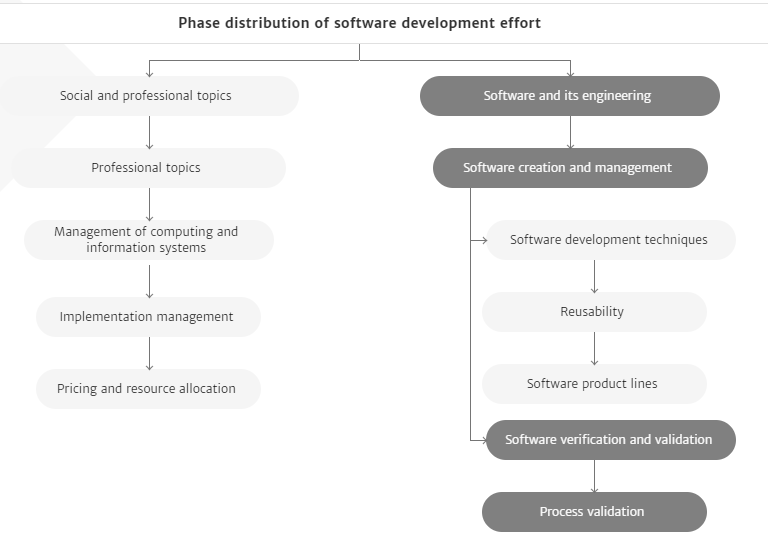 Phase distribution of software development effort
Social and professional topics
Professional topics
Management of computing and
information systems
Implementation management
Pricing and resource allocation
Software and its engineering
Software creation and management
Software development techniques
Reusability
Software product lines
Software verification and validation
Process validation